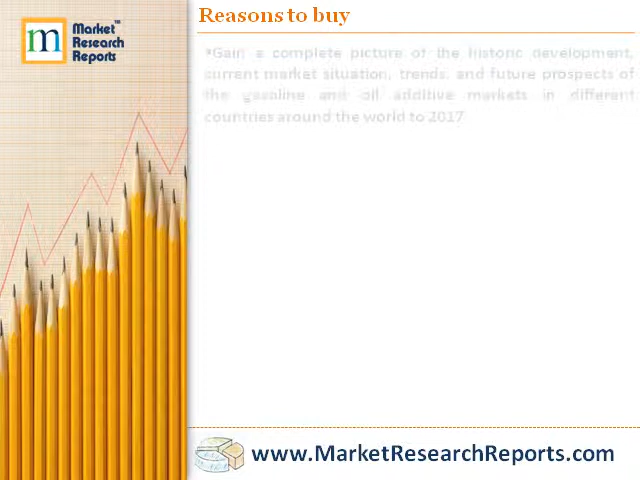 Market
Research
Reports
™
m
Reasons to buy
▪Gain a complete picture of the historic development,
current market situation, trends, and future prospects of
the gasoline and oil additive markets in different
countries around the world to 2017
www.MarketResearchReports.com